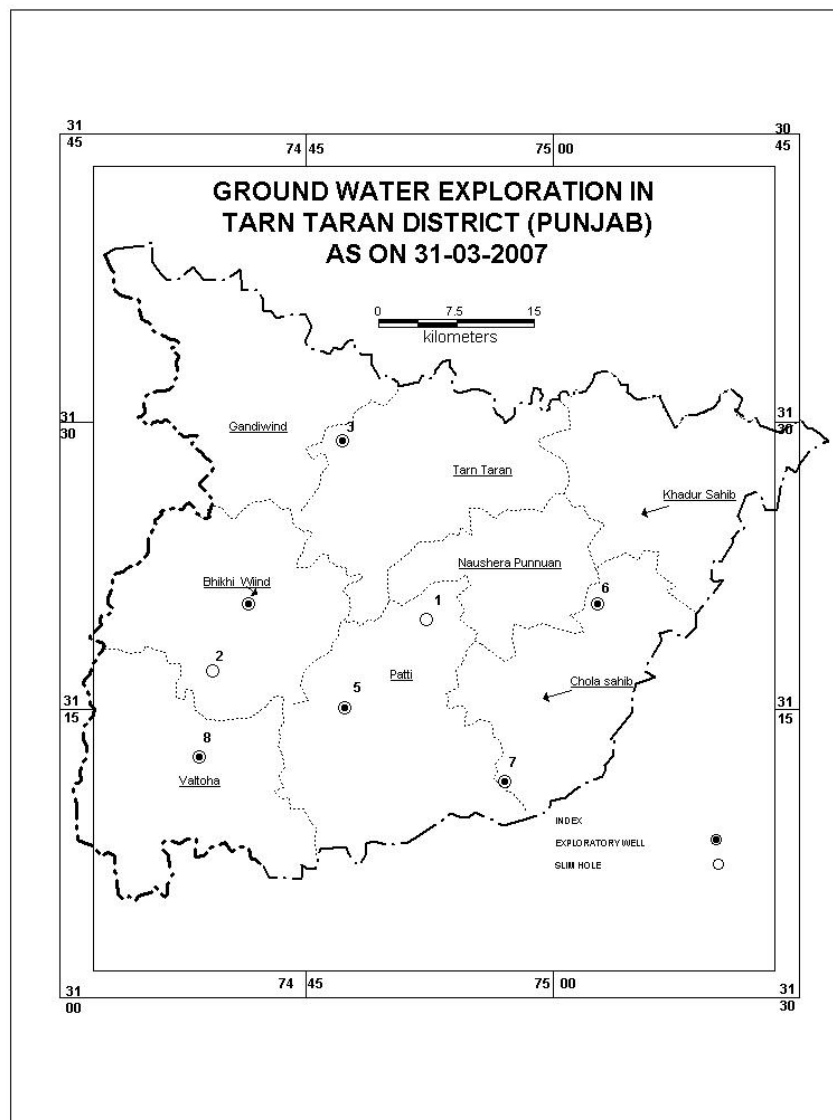 31
45
74 45
75 00
30
45
GROUND WATER EXPLORATION IN
TARN TARAN DISTRICT (PUNJAB)
AS ON 31-03-2007
0 7.5 15
kilometers
31
30
31
30
Gandiwind
3
Tarn Taran
Khadur Sahib
Naushera Punnuan
Bhikhi Wiind
1
6
2
Patti
Chola sahib
5
31
15
31
15
8
Valtoha
7
INDEX
EXPLORATORY WELL
SLIM HOLE
31
00
74 45
75 00
31
30